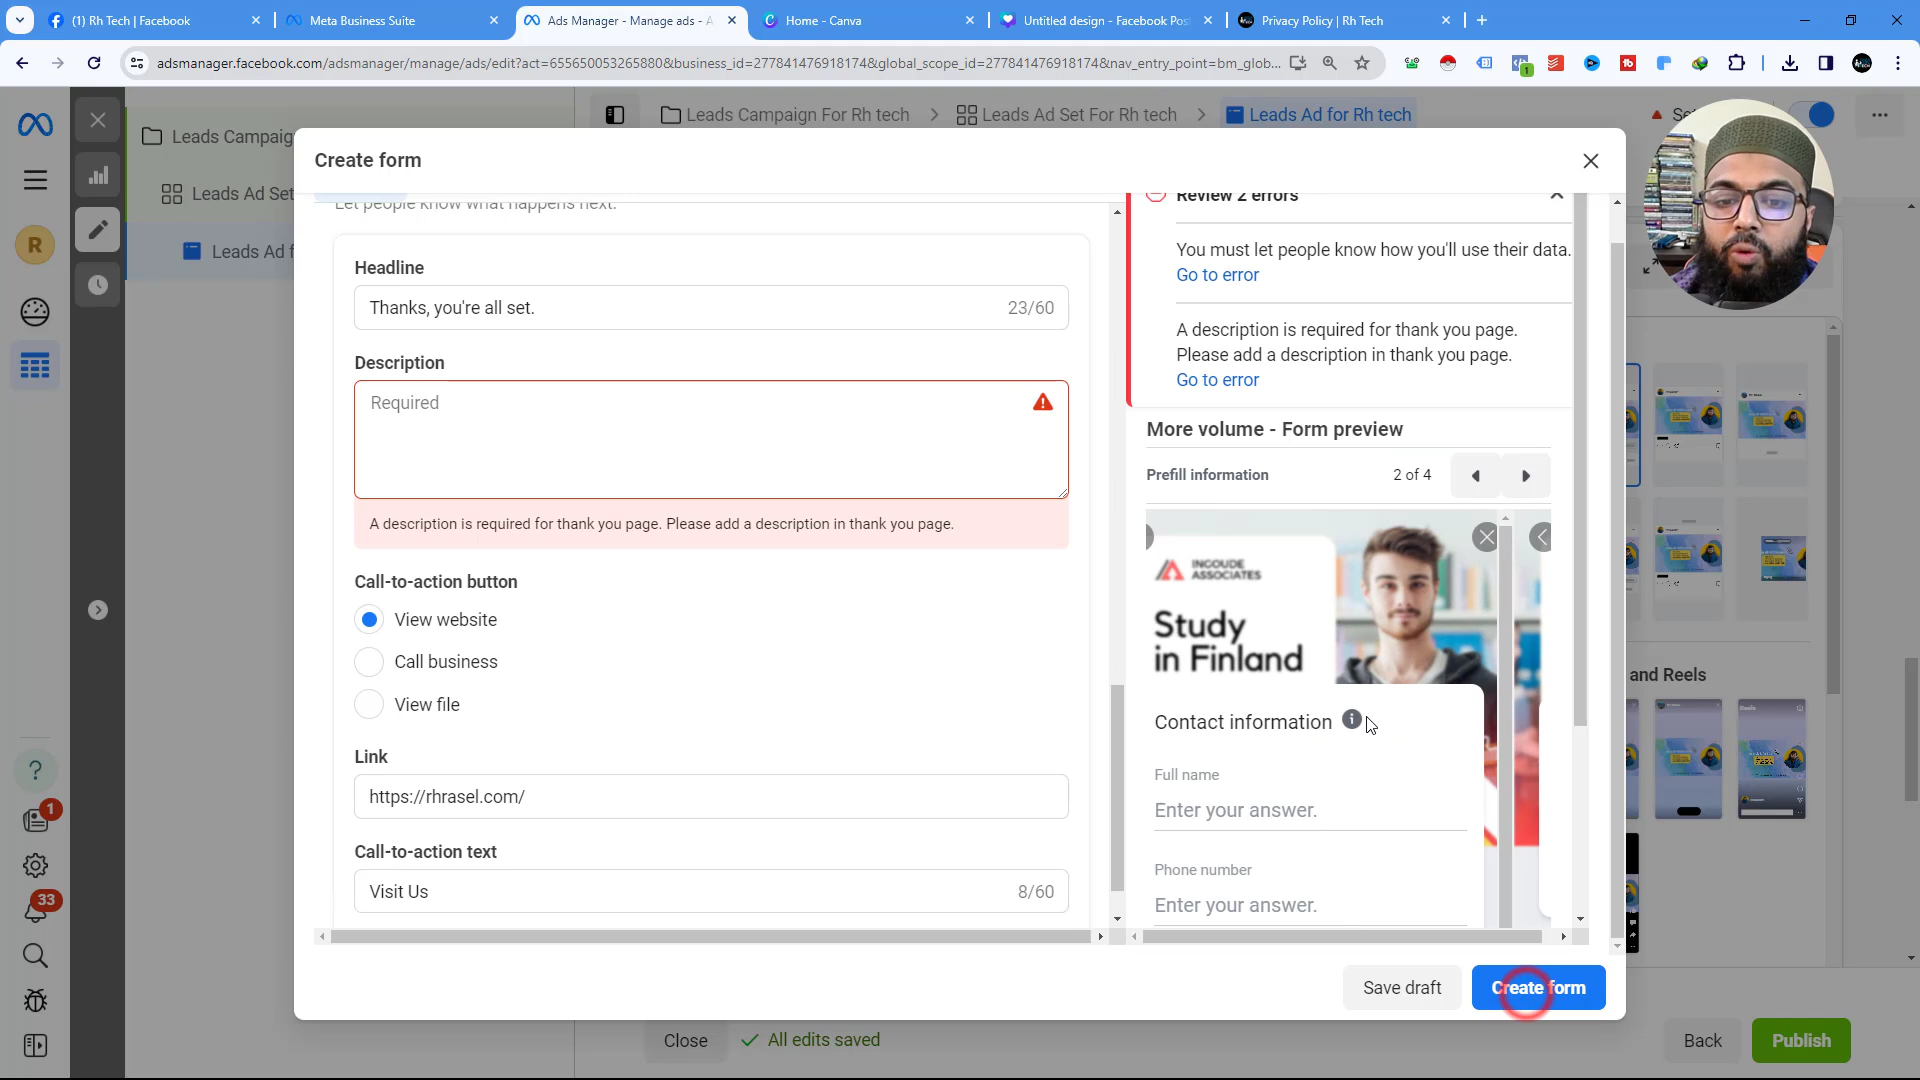 (1) Rh Tech | Facebook
Meta Business Suite
Ads Manager - Manage ads - A
Home - Canva
Untitled design - Facebook Pos
Privacy Policy | Rh Tech
adsmanager.facebook.com/adsmanager/manage/ads/edit?act=655650053265880&business_id=277841476918174&global_scope_id=277841476918174&nav_entry_point=bm_glob...
1
Leads Campaign For Rh tech
Leads Ad Set For Rh tech
Leads Ad for Rh tech
Leads Campaig
Leads Ad Set
Leads Ad f
R
1
33
Create form
Let people know what happens next.
Headline
Thanks, you're all set.
23/60
Description
Required
A description is required for thank you page. Please add a description in thank you page.
Call-to-action button
View website
Call business
View file
Link
https://rhrasel.com/
Call-to-action text
Visit Us
8/60
Review 2 errors
You must let people know how you'll use their data.
Go to error
A description is required for thank you page.
Please add a description in thank you page.
Go to error
More volume - Form preview
Prefill information
2 of 4
INGOUDE
ASSOCIATES
Study
in Finland
Contact information
Full name
Enter your answer.
Phone number
Enter your answer.
Save draft
Create form
and Reels
Close
All edits saved
Back
Publish